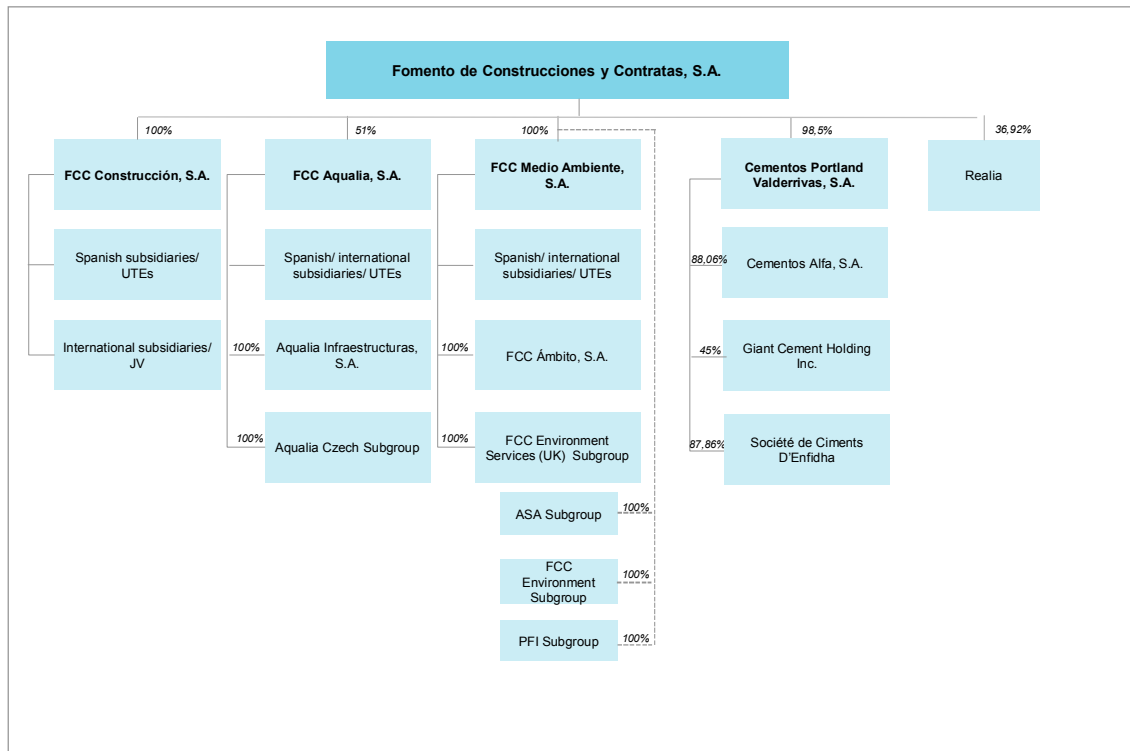 Fomento de Construcciones y Contratas, S.A.
100%
51%
100%
98,5%
36,92%
FCC Construcción, S.A.
FCC Aqualia, S.A.
FCC Medio Ambiente,
S.A.
Cementos Portland
Valderrivas, S.A.
Realia
Spanish subsidiaries/
UTEs
Spanish/ international
subsidiaries/ UTEs
Spanish/ international
subsidiaries/ UTEs
88,06%
Cementos Alfa, S.A.
International subsidiaries/
JV
100%
Aqualia Infraestructuras,
S.A.
100%
FCC Ámbito, S.A.
45%
Giant Cement Holding
Inc.
100%
Aqualia Czech Subgroup
100%
FCC Environment
Services (UK) Subgroup
87,86%
Société de Ciments
D'Enfidha
ASA Subgroup
100%
FCC
Environment
Subgroup
100%
PFI Subgroup
100%